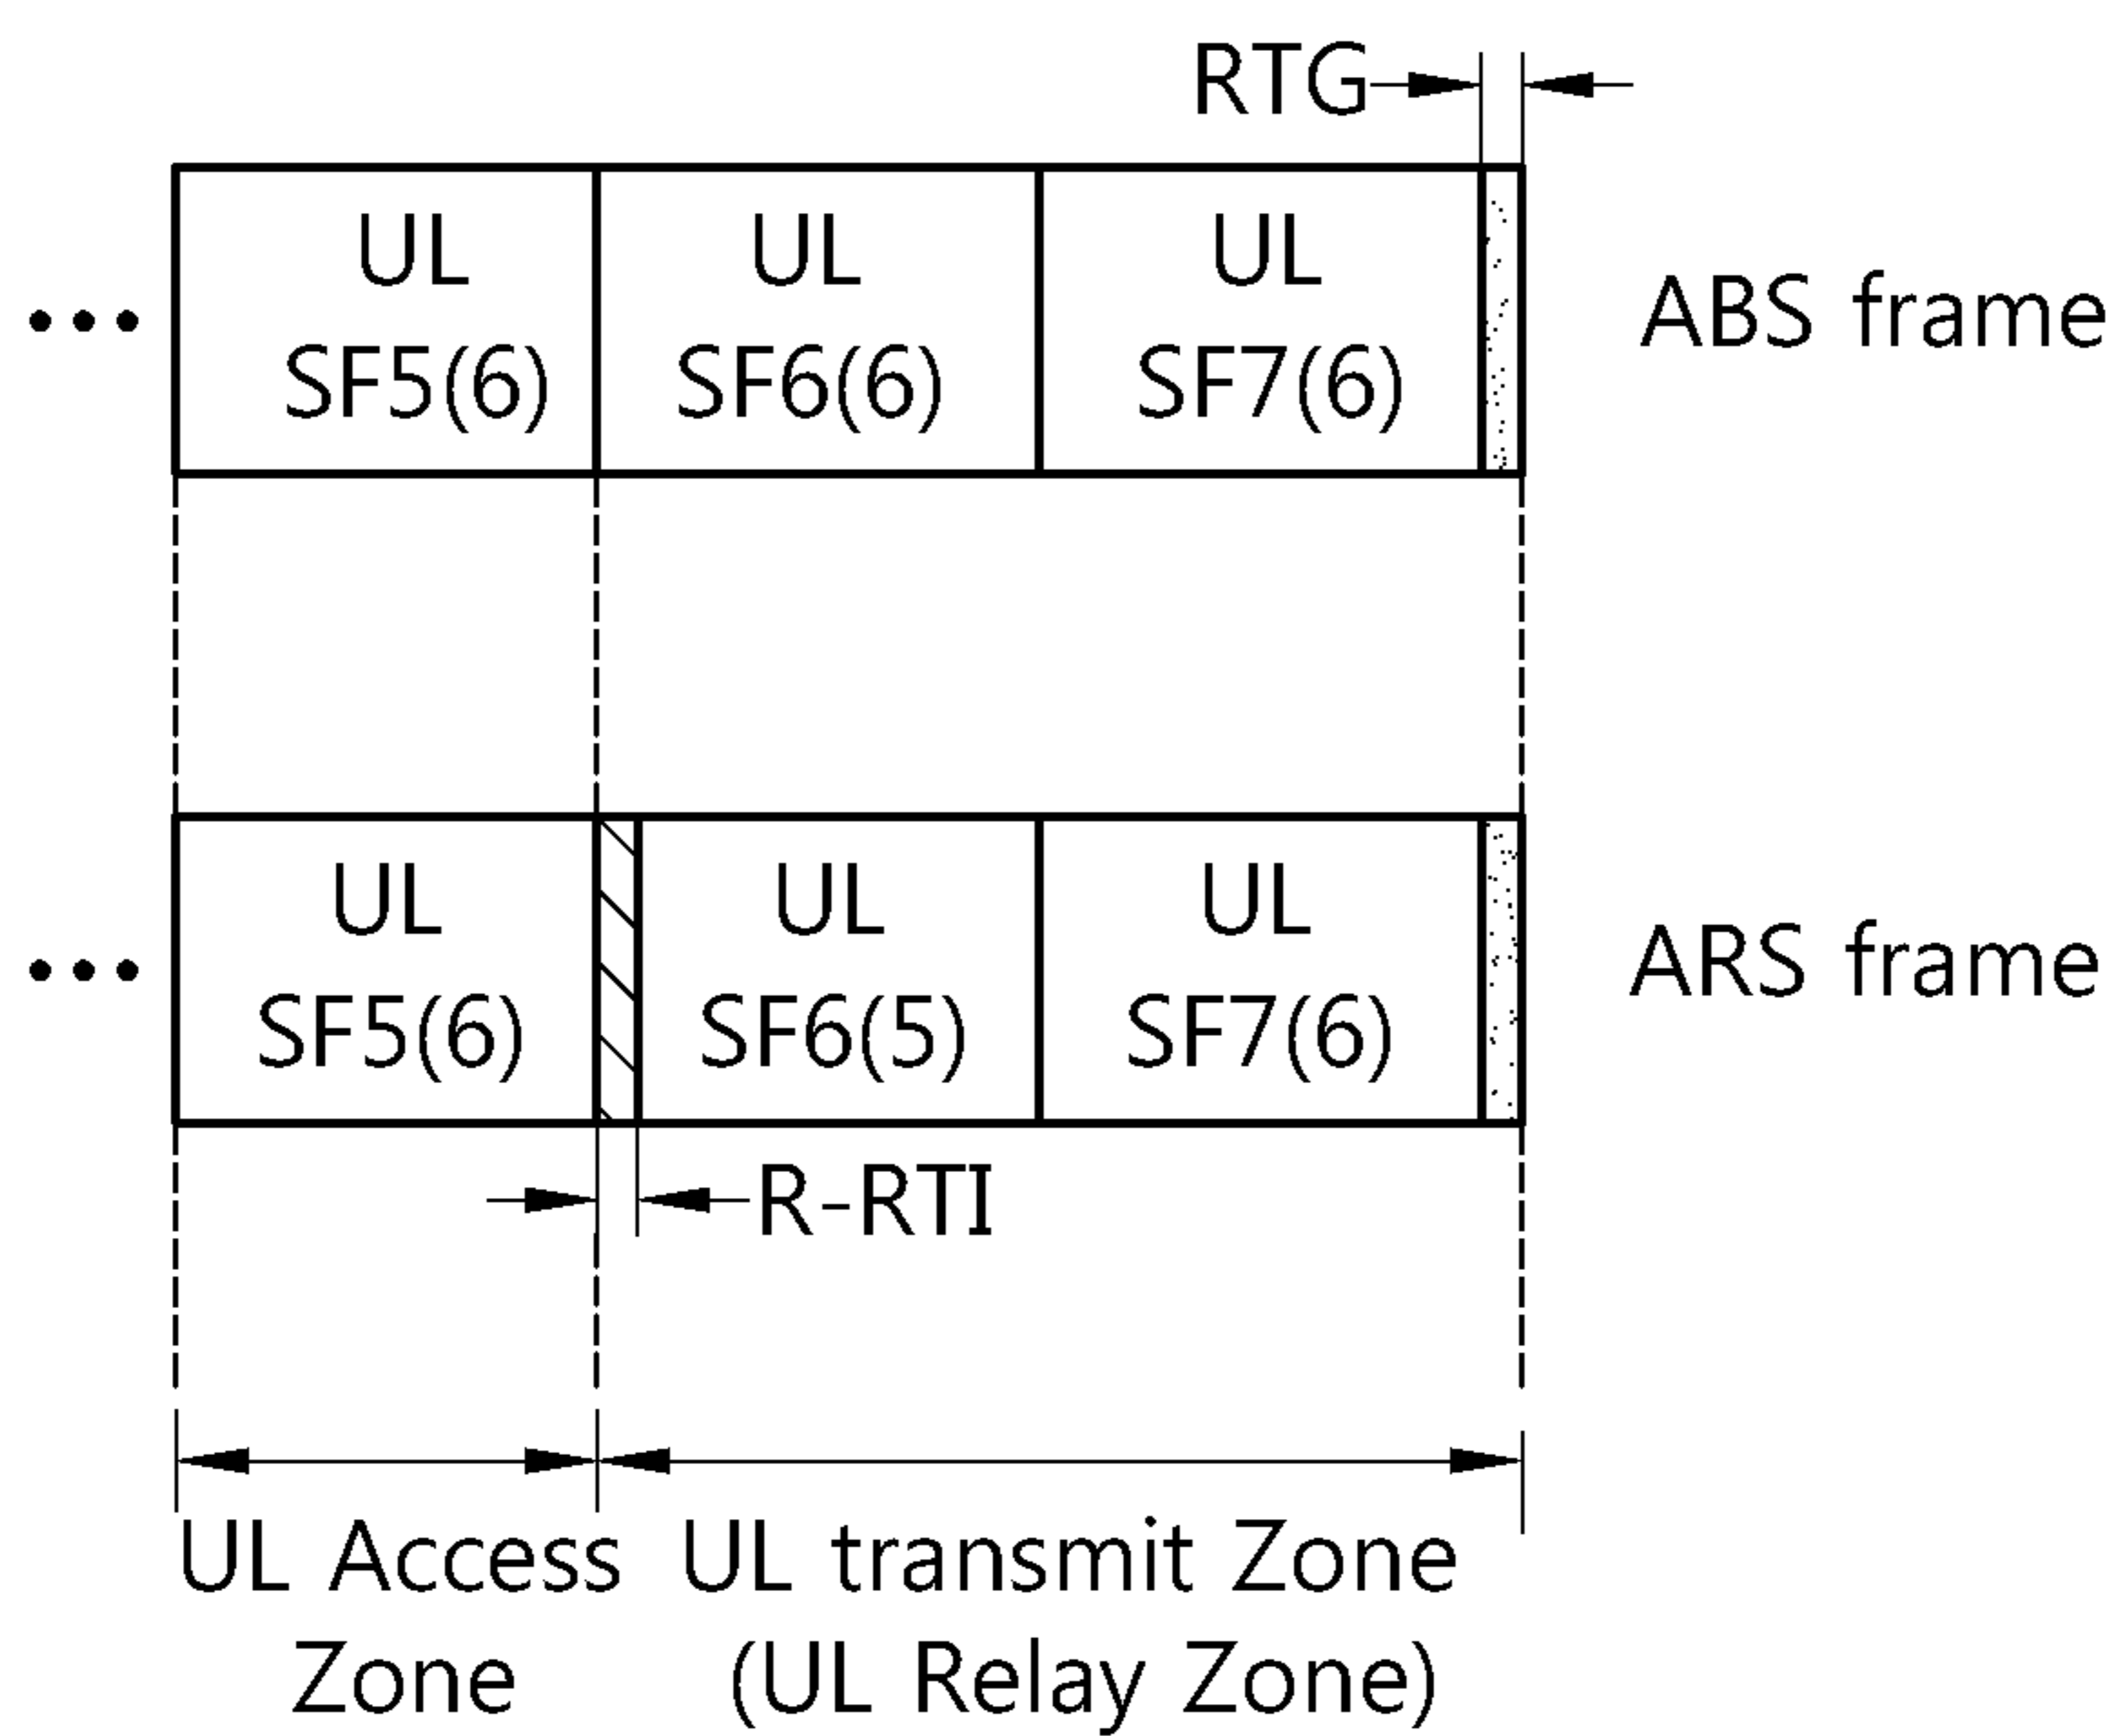 RTG
UL
SF5(6)
UL
SF6(6)
UL
SF7(6)
••• ABS frame
UL
SF5(6)
UL
SF6(5)
UL
SF7(6)
••• ARS frame
R-RTI
UL Access
Zone
UL transmit Zone
(UL Relay Zone)